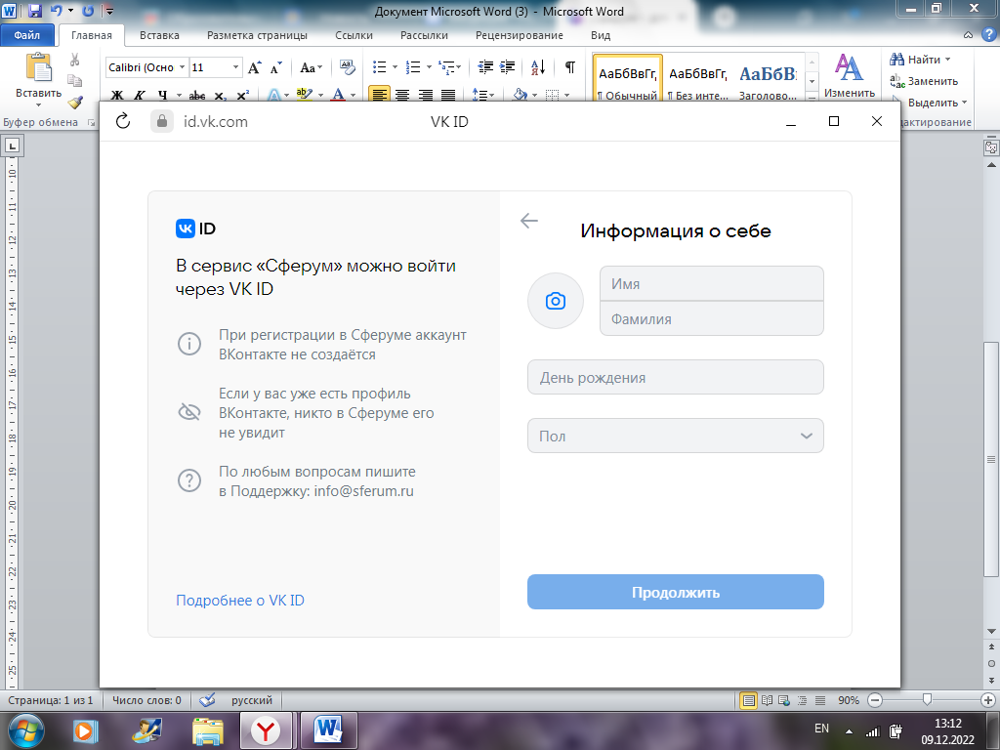 Документ Microsoft Word (3) - Microsoft Word
Файл
Главная
Вставка
Разметка страницы
Ссылки
Рассылки
Рецензирование
Вид
Вставить
Буфер обмена
Calibri (Осно
11
Aa
Ж К Ч abc x₂ x²
АаБбВвГг,
АаБбВвГг,
АаБбВ
¶ Обычный
¶ Без инте...
Заголово...
Изменить
Найти
Заменить
Выделить
дактирование
id.vk.com
VK ID
VK ID
В сервис «Сферум» можно войти
через VK ID
При регистрации в Сферуме аккаунт
ВКонтакте не создаётся
Если у вас уже есть профиль
ВКонтакте, никто в Сферуме его
не увидит
По любым вопросам пишите
в Поддержку: info@sferum.ru
Подробнее о VK ID
Информация о себе
Имя
Фамилия
День рождения
Пол
Продолжить
Страница: 1 из 1
Число слов: 0
русский
90%
EN
13:12
09.12.2022